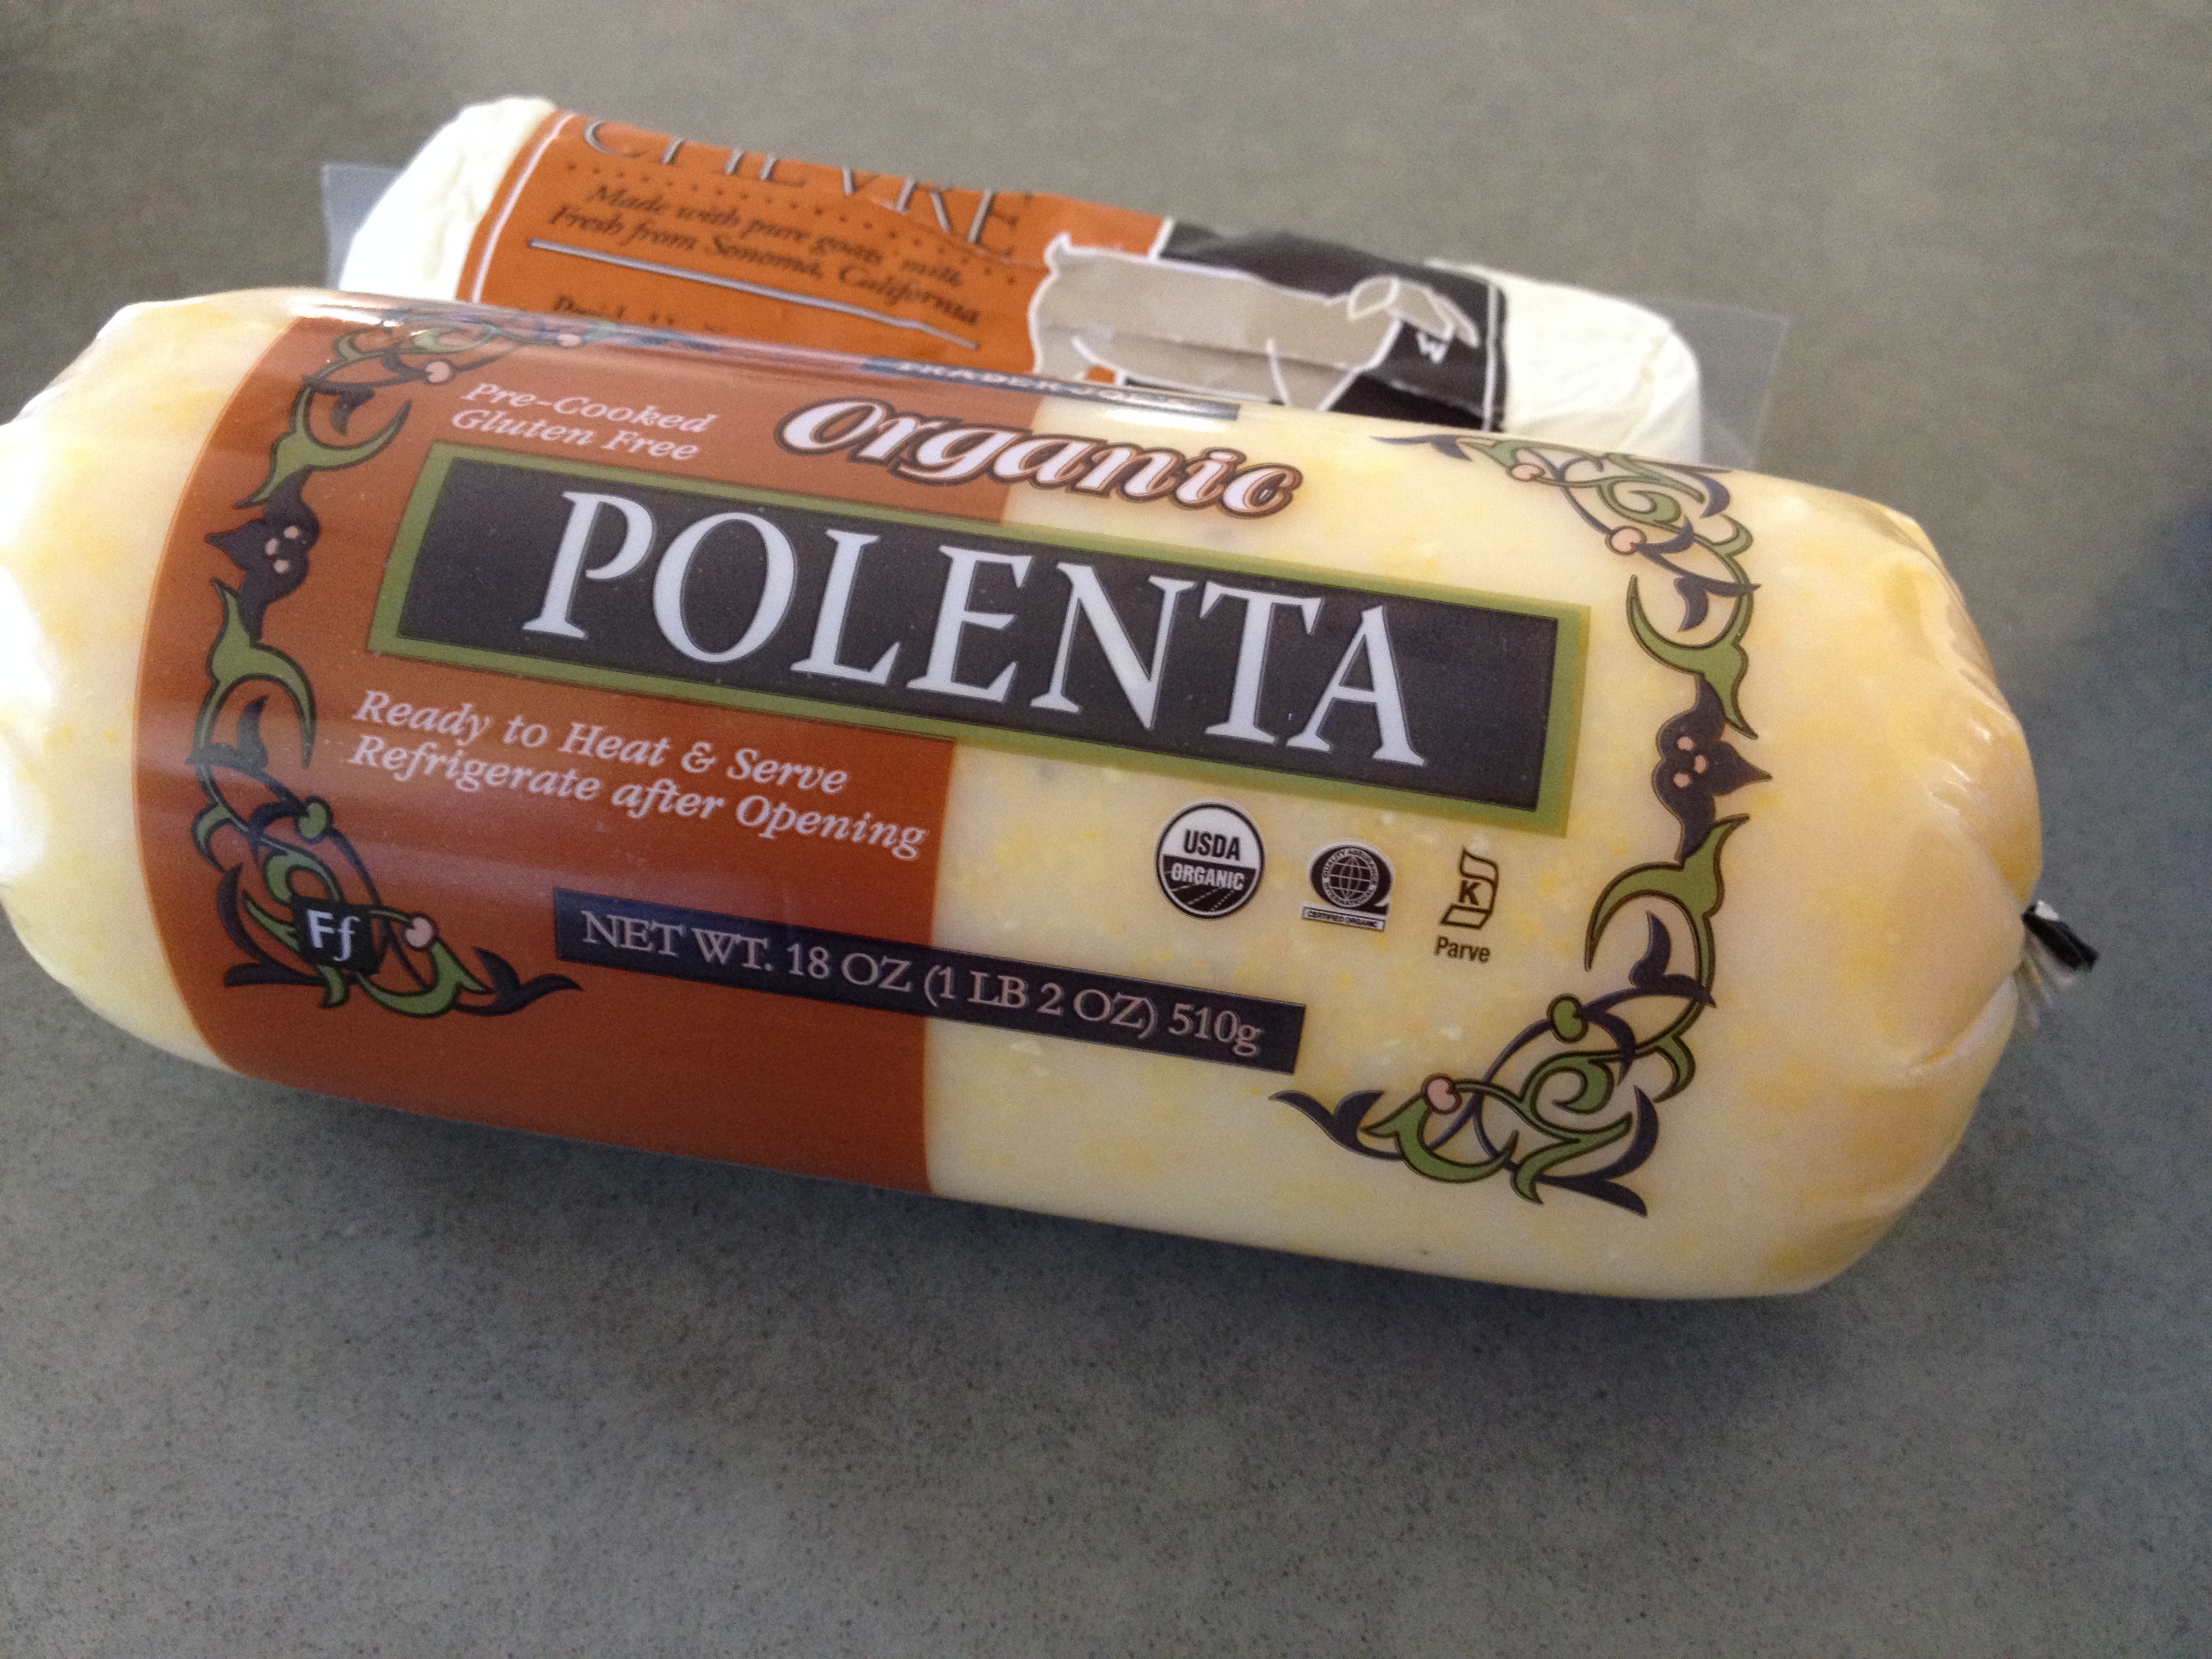 CHEVRE
Made with pure goats' milk
Fresh from Sonoma, California
W
TRADER JOE'S
Pre-Cooked
Gluten Free
Organic
POLENTA
Ready to Heat & Serve
Refrigerate after Opening
USDA
ORGANIC
CERTIFIED ORGANIC
K
Parve
Ff
NET WT. 18 OZ (1 LB 2 OZ) 510g